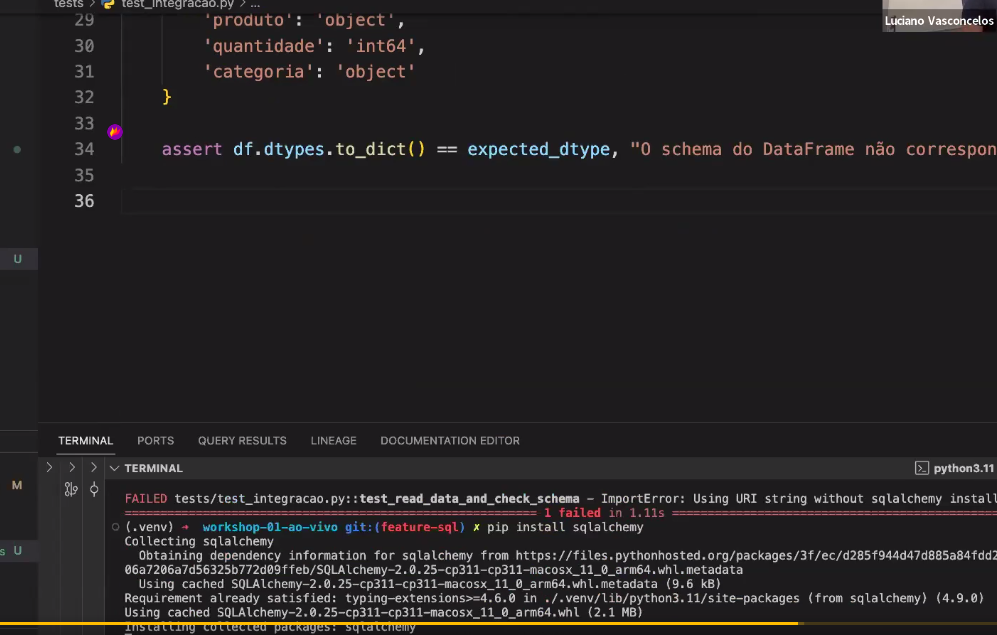 tests > test_integracao.py > ...
Luciano Vasconcelos
29 'produto': 'object',
30 'quantidade': 'int64',
31 'categoria': 'object'
32 }
33
34 assert df.dtypes.to_dict() == expected_dtype, "O schema do DataFrame não correspon
35
36
U
TERMINAL PORTS QUERY RESULTS LINEAGE DOCUMENTATION EDITOR
TERMINAL python3.11
M
FAILED tests/test_integracao.py::test_read_data_and_check_schema - ImportError: Using URI string without sqlalchemy install
1 failed in 1.11s
(.venv) → workshop-01-ao-vivo git:(feature-sql) ✗ pip install sqlalchemy
Collecting sqlalchemy
s U
Obtaining dependency information for sqlalchemy from https://files.pythonhosted.org/packages/3f/ec/d285f944d47d885a84fdd2
06a7206a7d56325b772d09ffeb/SQLAlchemy-2.0.25-cp311-cp311-macosx_11_0_arm64.whl.metadata
Using cached SQLAlchemy-2.0.25-cp311-cp311-macosx_11_0_arm64.whl.metadata (9.6 kB)
Requirement already satisfied: typing-extensions>=4.6.0 in ./.venv/lib/python3.11/site-packages (from sqlalchemy) (4.9.0)
Using cached SQLAlchemy-2.0.25-cp311-cp311-macosx_11_0_arm64.whl (2.1 MB)
Installing collected packages: sqlalchemy